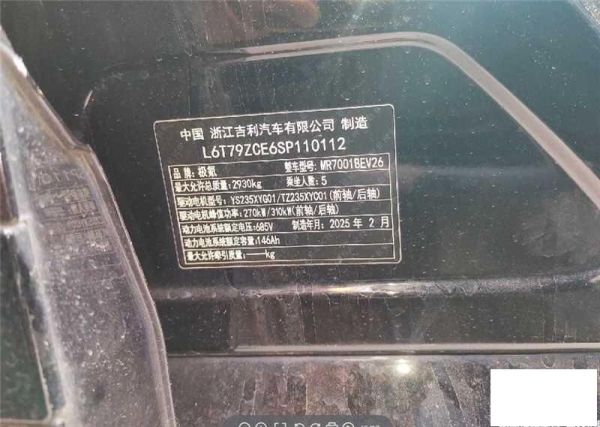 中国 浙江吉利汽车有限公司 制造
L6T79ZCE6SP110112
品牌:极氪 整车型号:MR7001BEV26
最大允许总质量:2930kg 乘坐人数:5
驱动电机型号:YS235XYG01/TZ235XYC01(前轴/后轴)
驱动电机峰值功率:270kW/310kW(前轴/后轴)
动力电池系统额定电压:685V 制造年月:2025 年 2 月
动力电池系统额定容量:146Ah
最大允许牵引质量:——kg